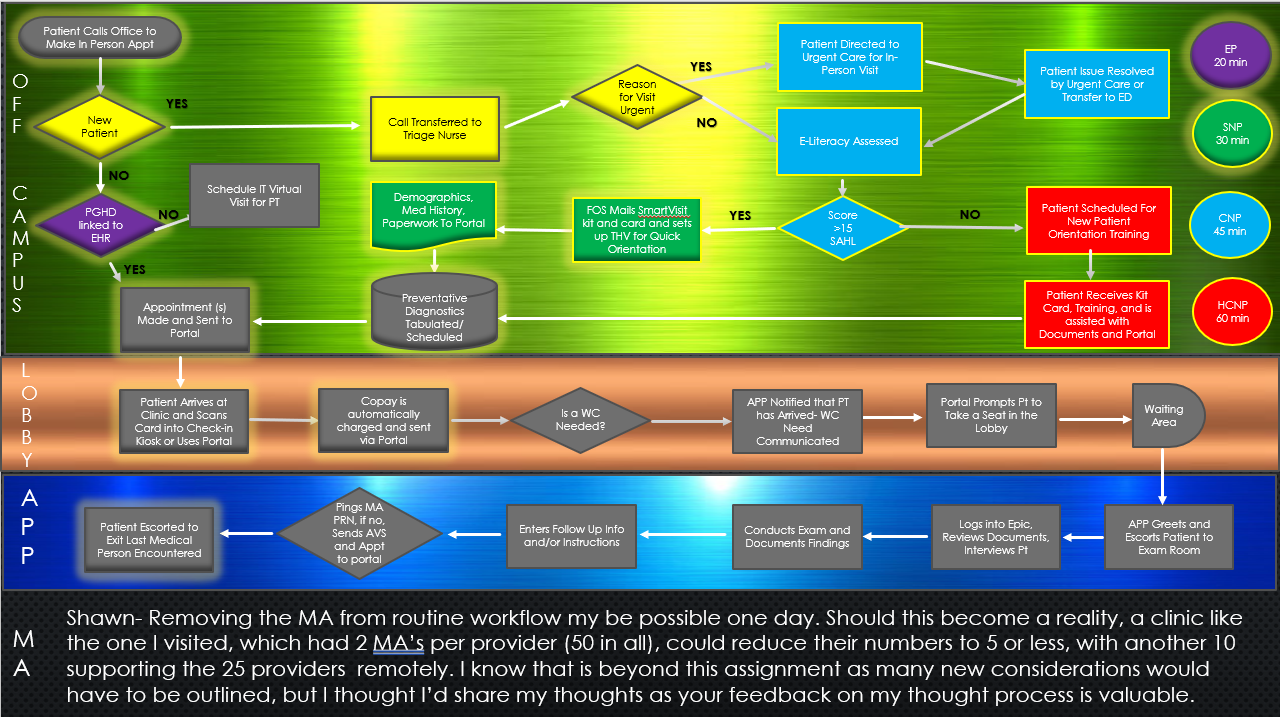 OFF CAMPUS
Patient Calls Office to
Make In Person Appt
New
Patient
YES
NO
Call Transferred to
Triage Nurse
Reason
for Visit
Urgent
YES
NO
Patient Directed to
Urgent Care for In-
Person Visit
Patient Issue Resolved
by Urgent Care or
Transfer to ED
E-Literacy Assessed
EP
20 min
SNP
30 min
CNP
45 min
HCNP
60 min
PGHD
linked to
EHR
NO
YES
Schedule IT Virtual
Visit for PT
Demographics,
Med History,
Paperwork To Portal
FOS Mails SmartVisit
kit and card and sets
up THV for Quick
Orientation
YES
Score
>15
SAHL
NO
Patient Scheduled For
New Patient
Orientation Training
Appointment (s)
Made and Sent to
Portal
Preventative
Diagnostics
Tabulated/
Scheduled
Patient Receives Kit
Card, Training, and is
assisted with
Documents and Portal
LOBBY
Patient Arrives at
Clinic and Scans
Card into Check-in
Kiosk or Uses Portal
Copay is
automatically
charged and sent
via Portal
Is a WC
Needed?
APP Notified that PT
has Arrived- WC
Need
Communicated
Portal Prompts Pt to
Take a Seat in the
Lobby
Waiting
Area
APP
Patient Escorted to
Exit Last Medical
Person Encountered
Pings MA
PRN, if no,
Sends AVS
and Appt
to portal
Enters Follow Up Info
and/or Instructions
Conducts Exam and
Documents Findings
Logs into Epic,
Reviews Documents,
Interviews Pt
APP Greets and
Escorts Patient to
Exam Room
MA
Shawn- Removing the MA from routine workflow my be possible one day. Should this become a reality, a clinic like
the one I visited, which had 2 MA's per provider (50 in all), could reduce their numbers to 5 or less, with another 10
supporting the 25 providers remotely. I know that is beyond this assignment as many new considerations would
have to be outlined, but I thought I'd share my thoughts as your feedback on my thought process is valuable.